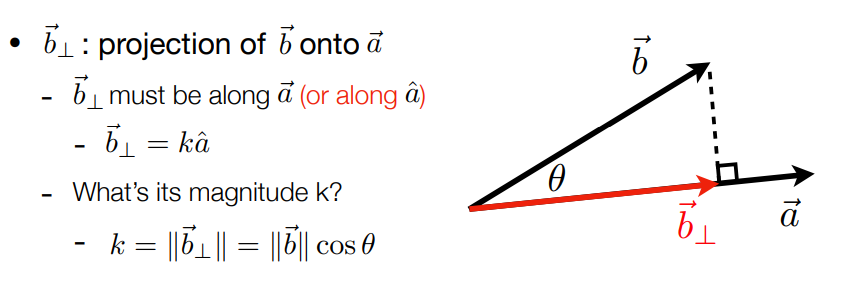 • $\vec{b}_\perp$ : projection of $\vec{b}$ onto $\vec{a}$
- $\vec{b}_\perp$ must be along $\vec{a}$ (or along $\hat{a}$)
- $\vec{b}_\perp = k\hat{a}$
- What's its magnitude k?
- $k = \|\vec{b}_\perp\| = \|\vec{b}\| \cos\theta$
$\vec{b}$
$\theta$
$\vec{b}_\perp$
$\vec{a}$